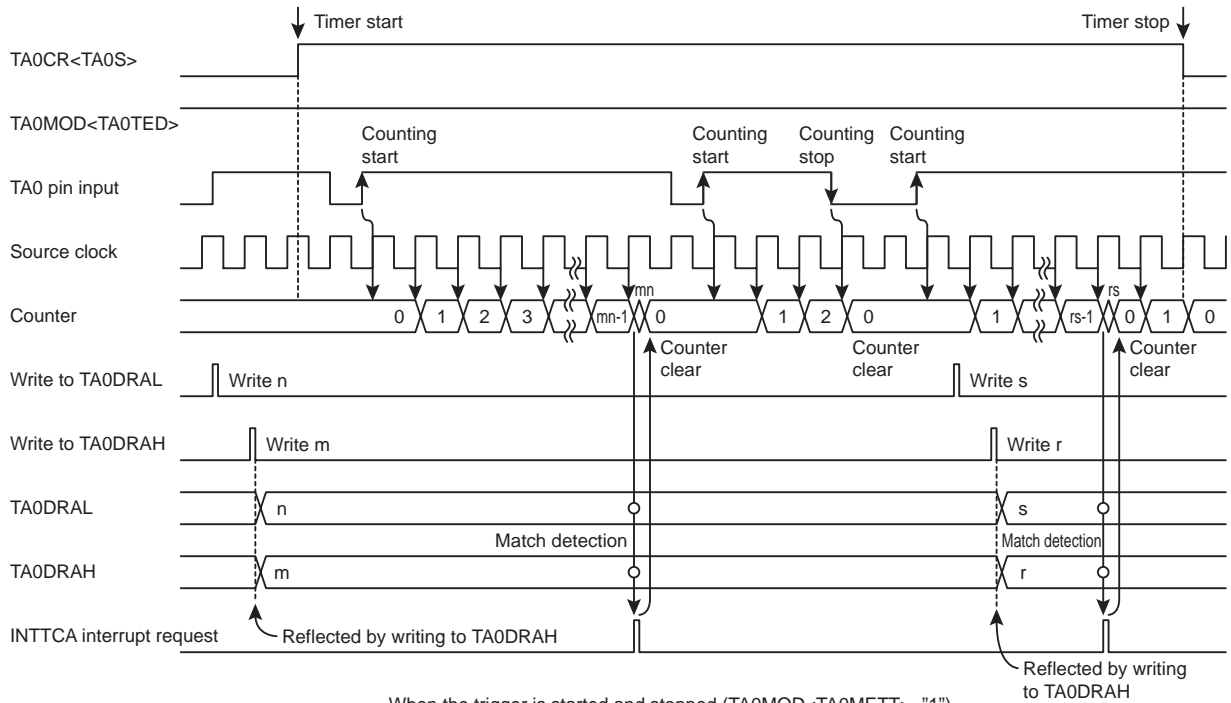 Timer start
Timer stop
TA0CR<TA0S>
TA0MOD<TA0TED>
Counting
start
Counting
start
Counting
stop
Counting
start
TA0 pin input
Source clock
mn
rs
Counter
0 1 2 3 mn-1 0 1 2 0 1 rs-1 0 1 0
Counter
clear
Counter
clear
Counter
clear
Write to TA0DRAL
Write n
Write s
Write to TA0DRAH
Write m
Write r
TA0DRAL
n
s
Match detection
Match detection
TA0DRAH
m
r
INTTCA interrupt request
Reflected by writing to TA0DRAH
Reflected by writing
to TA0DRAH